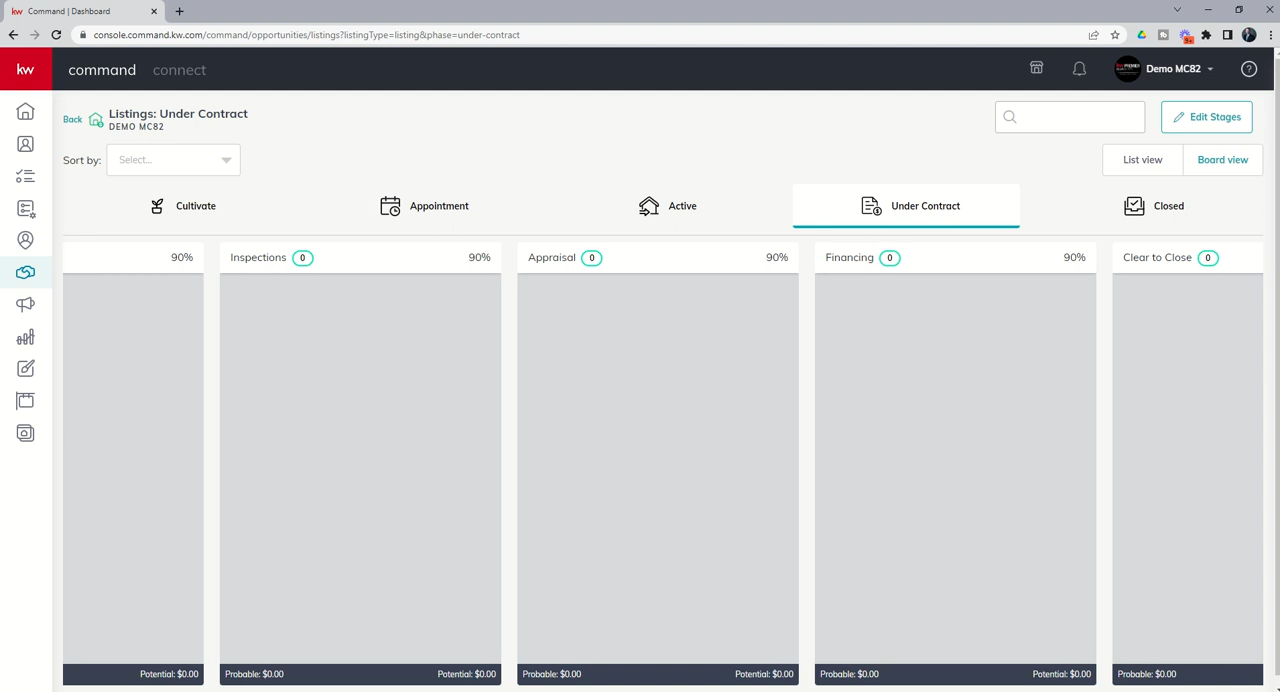 kw Command | Dashboard
console.command.kw.com/command/opportunities/listings?listingType=listing&phase=under-contract
9+
kw
command connect
Demo MC82
Back
Listings: Under Contract
DEMO MC82
Edit Stages
Sort by: Select...
List view Board view
Cultivate Appointment Active Under Contract Closed
90% Inspections 0 90% Appraisal 0 90% Financing 0 90% Clear to Close 0
Potential: $0.00 Probable: $0.00 Potential: $0.00 Probable: $0.00 Potential: $0.00 Probable: $0.00 Potential: $0.00 Probable: $0.00